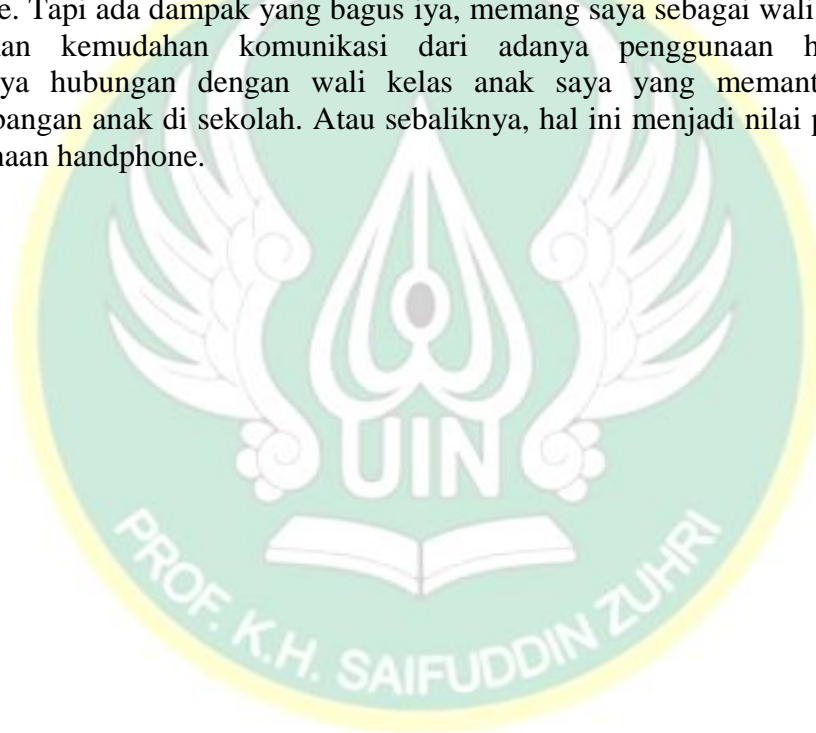 e. Tapi ada dampak yang bagus iya, memang saya sebagai wali
an kemudahan komunikasi dari adanya penggunaan h
ya hubungan dengan wali kelas anak saya yang memant
bangan anak di sekolah. Atau sebaliknya, hal ini menjadi nilai p
naan handphone.
UIN
PROF. K.H. SAIFUDDIN ZUHRI